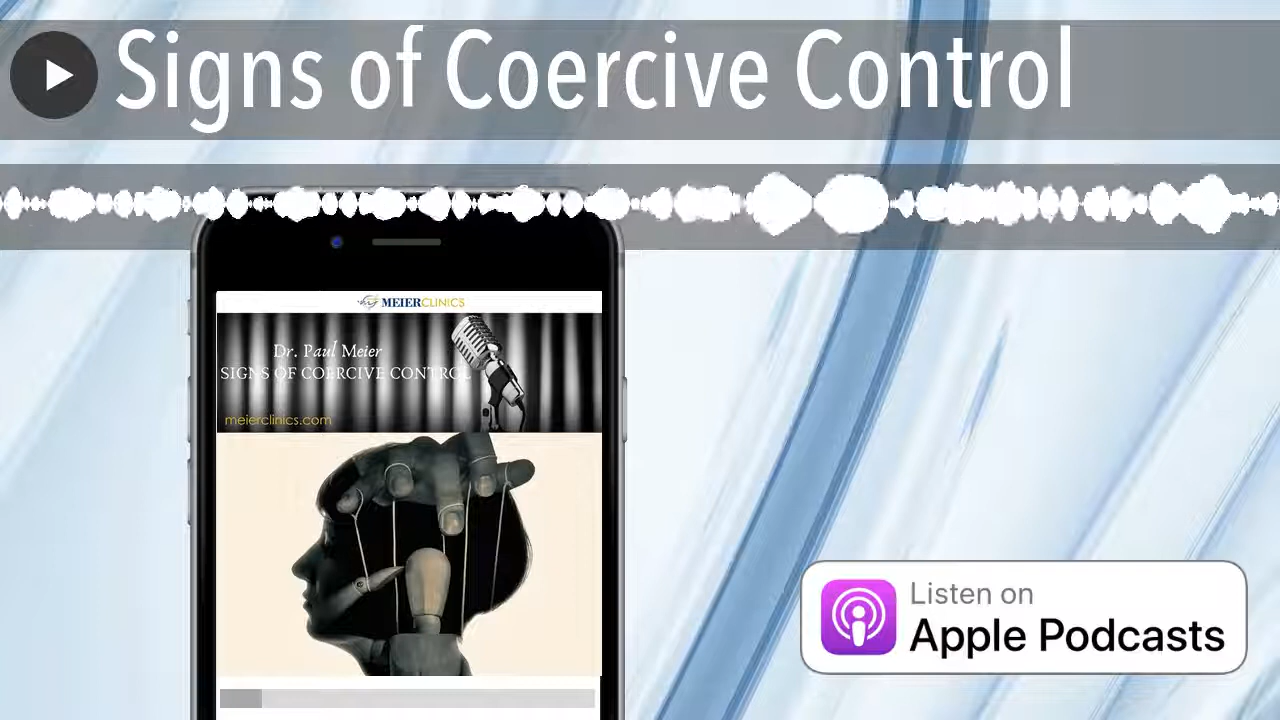 Signs of Coercive Control
MEIERCLINICS
Dr. Paul Meier
SIGNS OF COERCIVE CONTROL
meierclinics.com
Listen on
Apple Podcasts